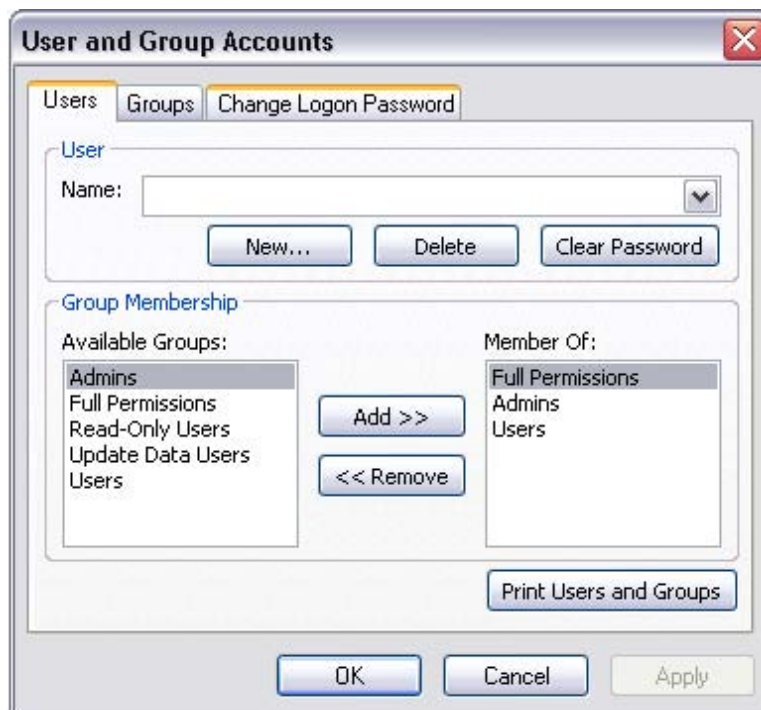 User and Group Accounts
Users Groups Change Logon Password
User
Name:
New... Delete Clear Password
Group Membership
Available Groups:
Admins
Full Permissions
Read-Only Users
Update Data Users
Users
Add >>
<< Remove
Member Of:
Full Permissions
Admins
Users
Print Users and Groups
OK Cancel Apply